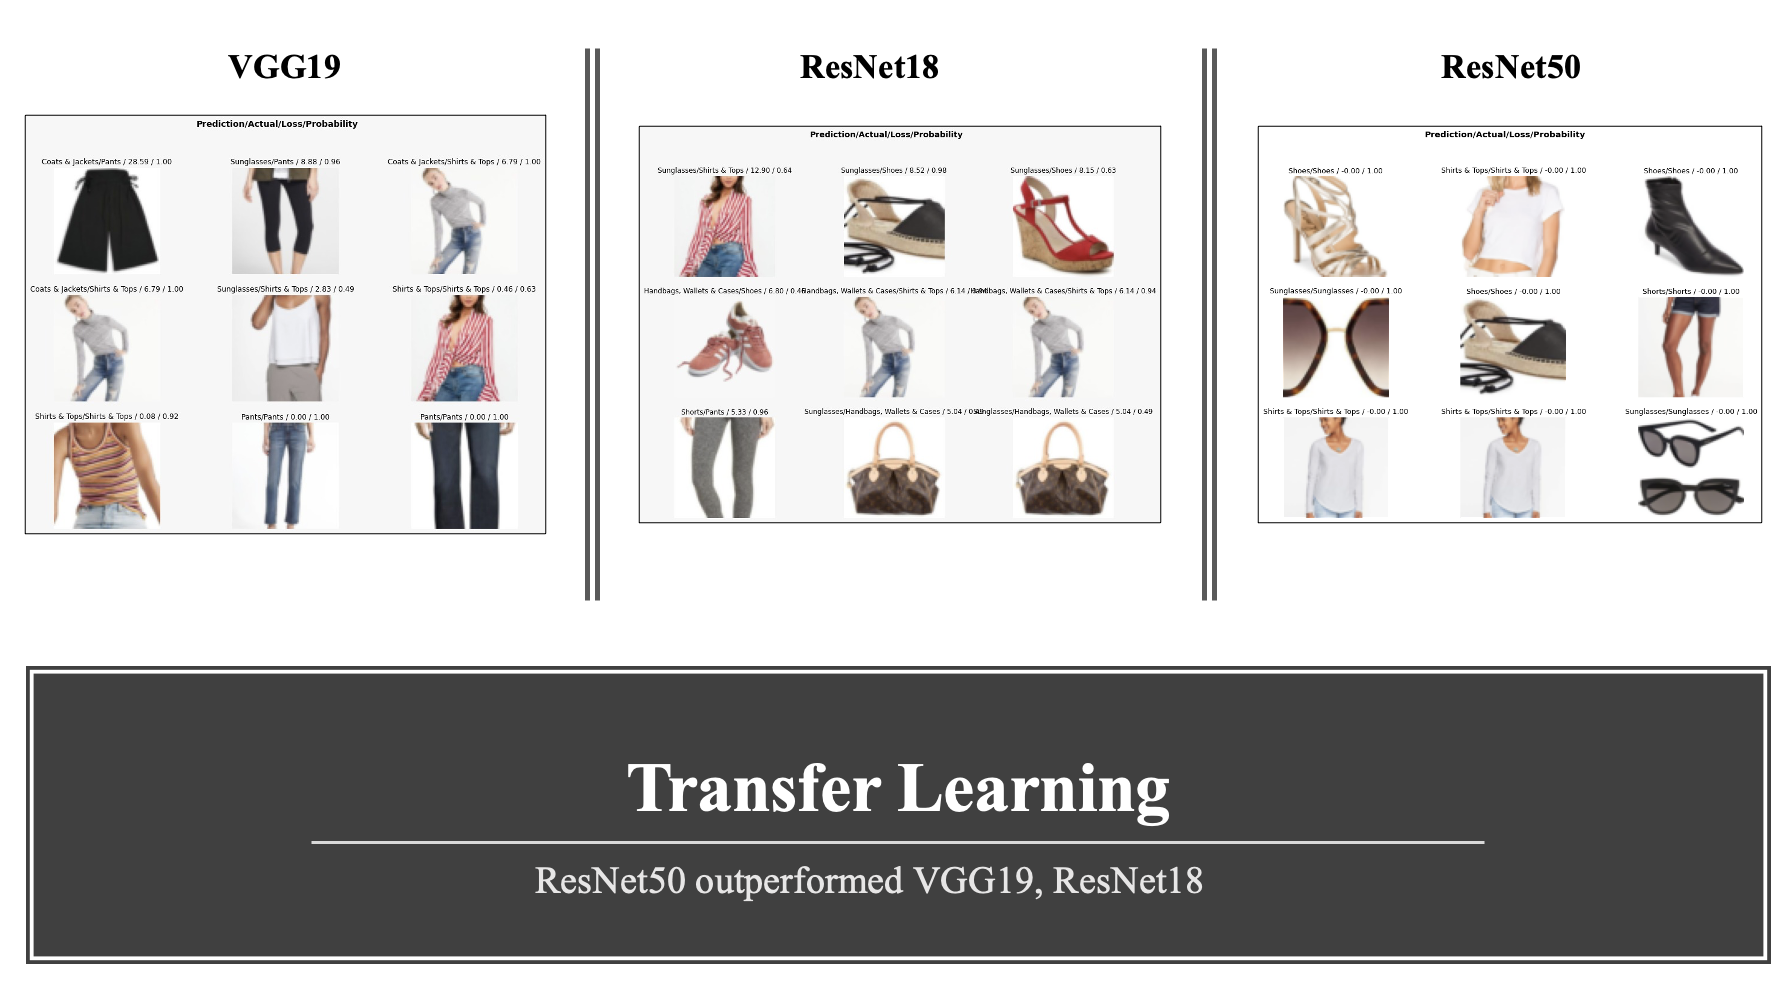 VGG19
Prediction/Actual/Loss/Probability
Coats & Jackets/Pants / 28.59 / 1.00
Sunglasses/Pants / 8.88 / 0.96
Coats & Jackets/Shirts & Tops / 6.79 / 1.00
Coats & Jackets/Shirts & Tops / 6.79 / 1.00
Sunglasses/Shirts & Tops / 2.83 / 0.49
Shirts & Tops/Shirts & Tops / 0.46 / 0.63
Shirts & Tops/Shirts & Tops / 0.08 / 0.92
Pants/Pants / 0.00 / 1.00
Pants/Pants / 0.00 / 1.00
ResNet18
Prediction/Actual/Loss/Probability
Sunglasses/Shirts & Tops / 12.90 / 0.64
Sunglasses/Shoes / 8.52 / 0.98
Sunglasses/Shoes / 8.15 / 0.63
Handbags, Wallets & Cases/Shoes / 6.80 /
Handbags, Wallets & Cases/Shirts & Tops / 6.14 /
Handbags, Wallets & Cases/Shirts & Tops / 6.14 / 0.94
Shorts/Pants / 5.33 / 0.96
Sunglasses/Handbags, Wallets & Cases / 5.04 /
Sunglasses/Handbags, Wallets & Cases / 5.04 / 0.49
ResNet50
Prediction/Actual/Loss/Probability
Shoes/Shoes / -0.00 / 1.00
Shirts & Tops/Shirts & Tops / -0.00 / 1.00
Shoes/Shoes / -0.00 / 1.00
Sunglasses/Sunglasses / -0.00 / 1.00
Shoes/Shoes / -0.00 / 1.00
Shorts/Shorts / -0.00 / 1.00
Shirts & Tops/Shirts & Tops / -0.00 / 1.00
Shirts & Tops/Shirts & Tops / -0.00 / 1.00
Sunglasses/Sunglasses / -0.00 / 1.00
Transfer Learning
ResNet50 outperformed VGG19, ResNet18